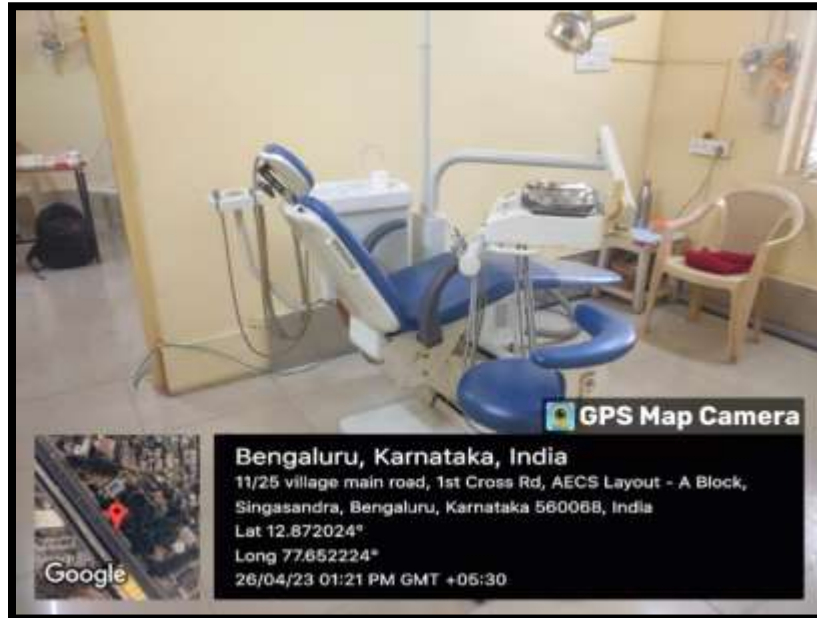 GPS Map Camera
Bengaluru, Karnataka, India
11/25 village main road, 1st Cross Rd, AECS Layout - A Block,
Singasandra, Bengaluru, Karnataka 560068, India
Lat 12.872024°
Long 77.652224°
26/04/23 01:21 PM GMT +05:30
Google